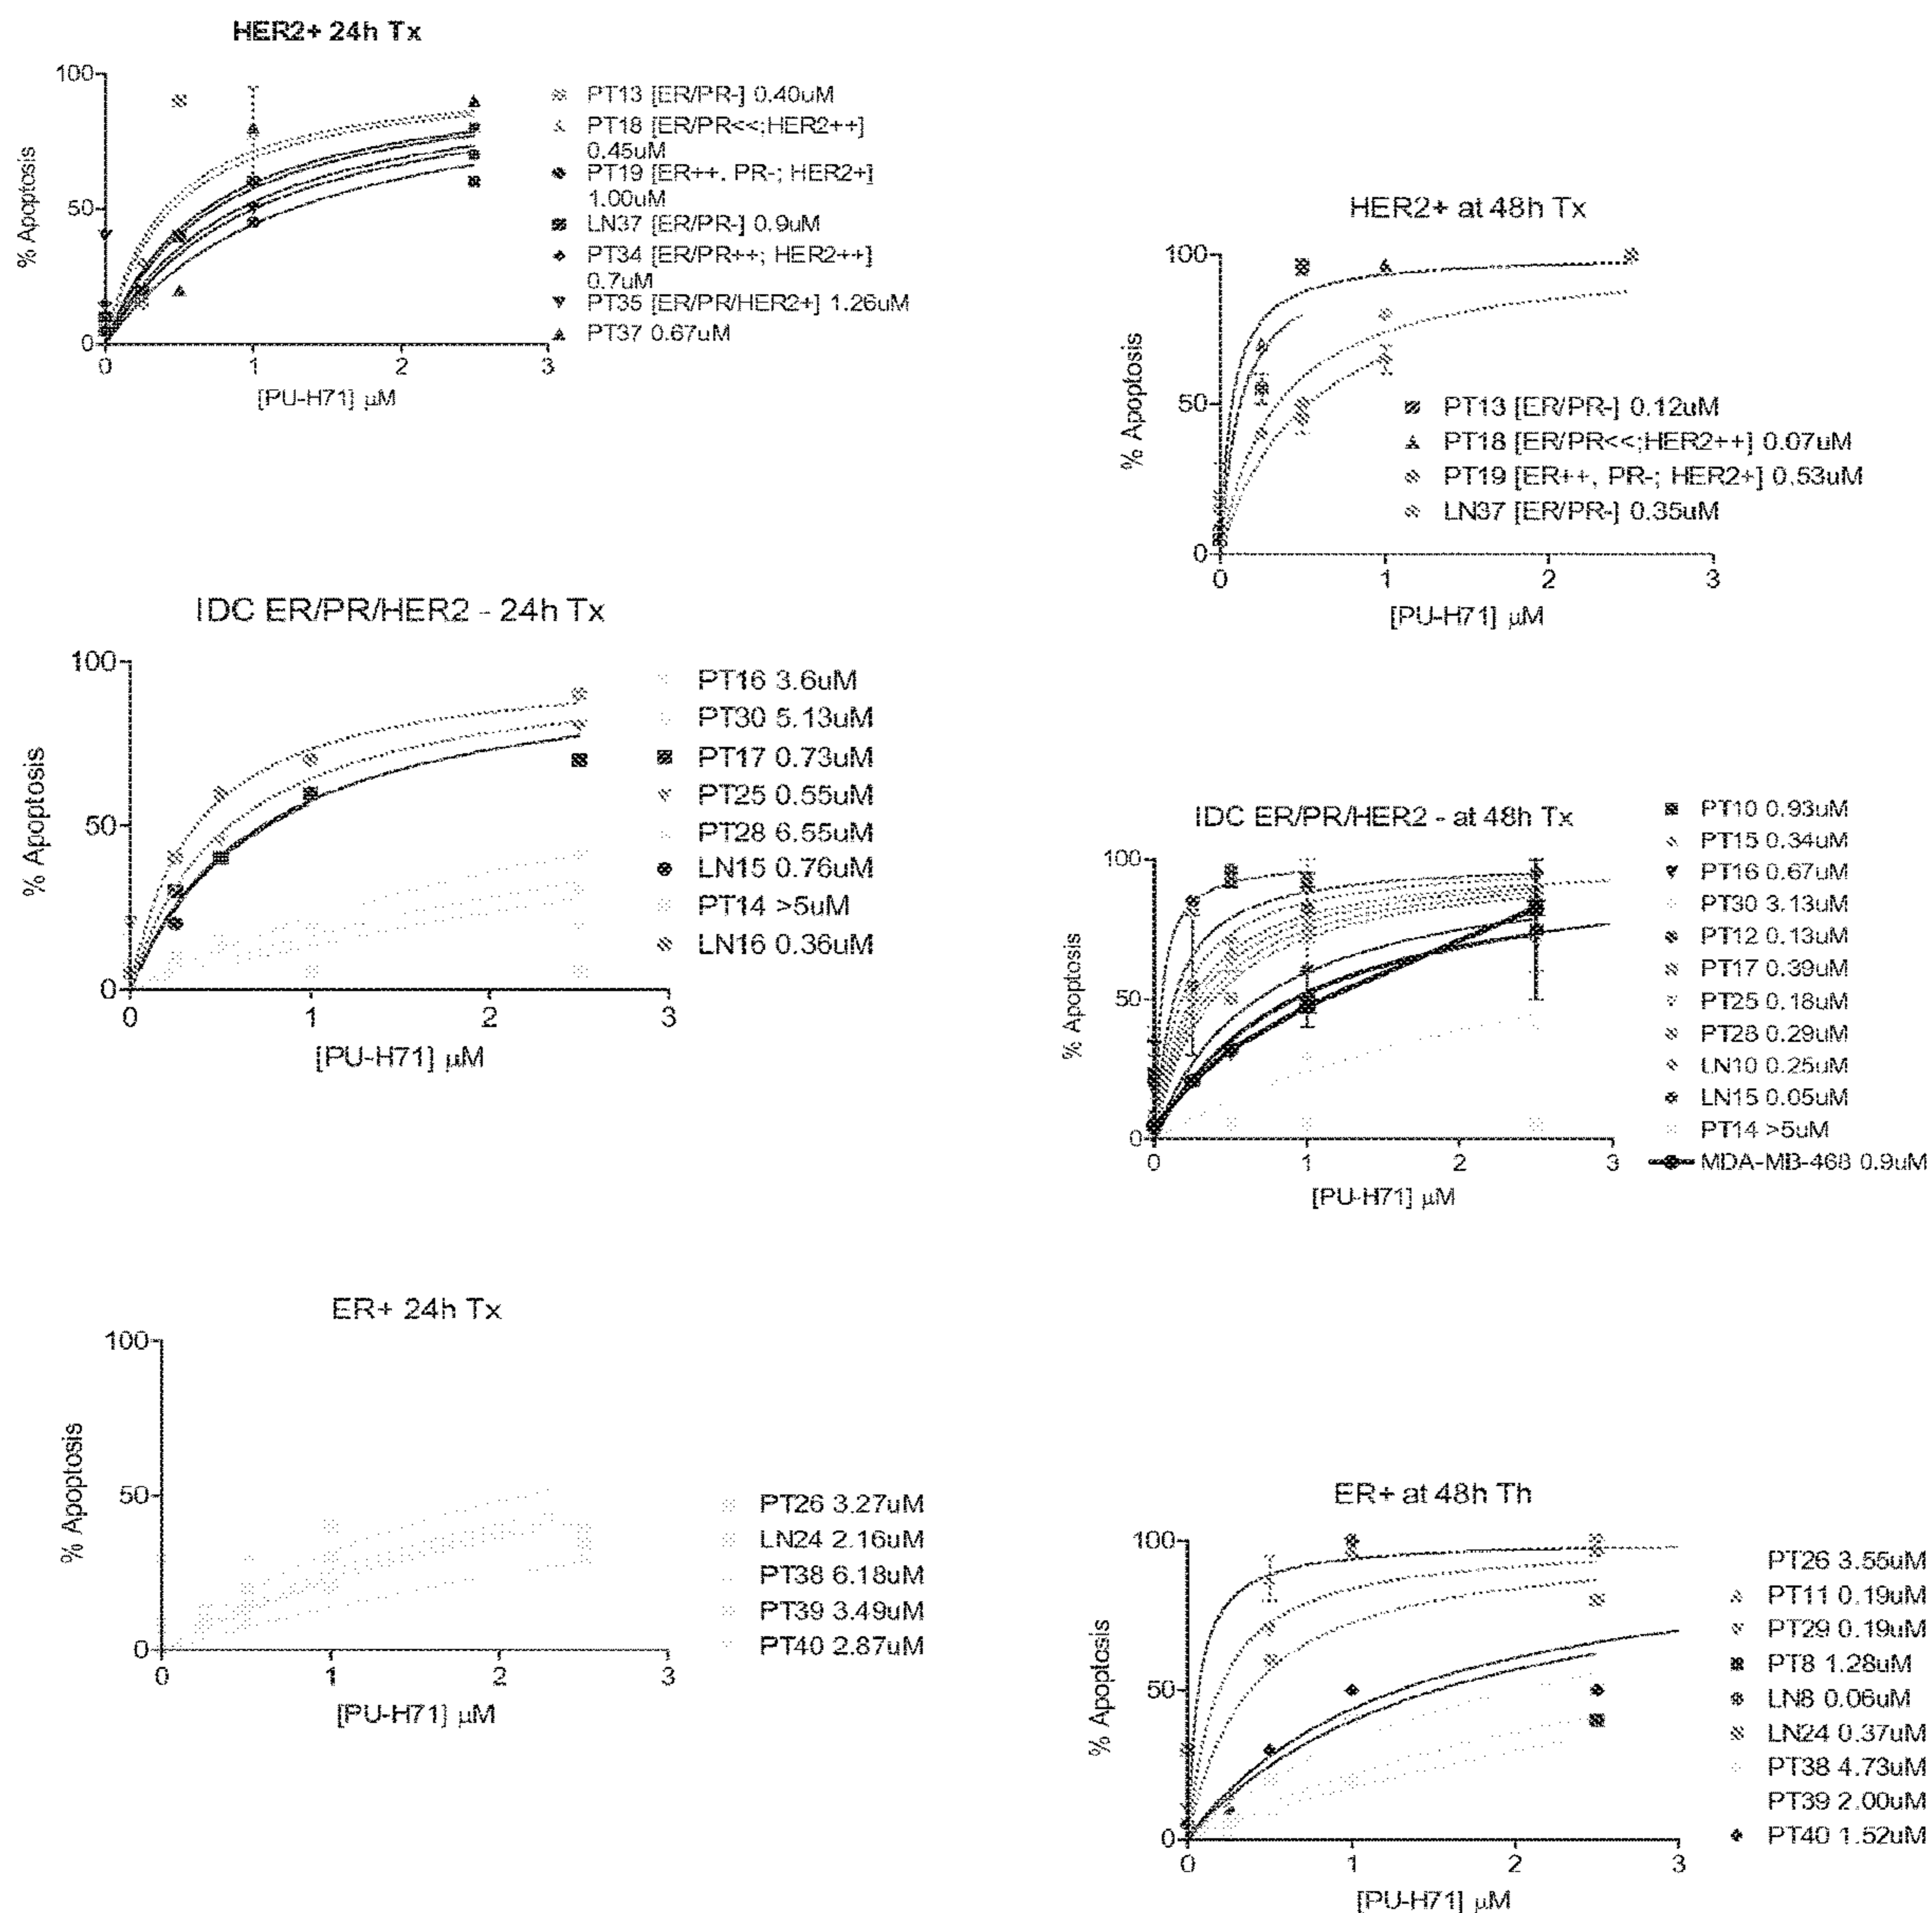 HER2+ 24h Tx
100
50
0
% Apoptosis
0 1 2 3
[PU-H71] µM
PT13 [ER/PR-] 0.40uM
PT18 [ER/PR<<;HER2++]
0.45uM
PT19 [ER++, PR-; HER2+]
1.00uM
LN37 [ER/PR-] 0.9uM
PT34 [ER/PR++; HER2++]
0.7uM
PT35 [ER/PR/HER2+] 1.26uM
PT37 0.67uM
HER2+ at 48h Tx
100
50
0
% Apoptosis
0 1 2 3
[PU-H71] µM
PT13 [ER/PR-] 0.12uM
PT18 [ER/PR<<;HER2++] 0.07uM
PT19 [ER++, PR-; HER2+] 0.53uM
LN37 [ER/PR-] 0.35uM
IDC ER/PR/HER2 - 24h Tx
100
50
0
% Apoptosis
0 1 2 3
[PU-H71] µM
PT16 3.6uM
PT30 5.13uM
PT17 0.73uM
PT25 0.55uM
PT28 6.55uM
LN15 0.76uM
PT14 >5uM
LN16 0.36uM
IDC ER/PR/HER2 - at 48h Tx
100
50
0
% Apoptosis
0 1 2 3
[PU-H71] µM
PT10 0.93uM
PT15 0.34uM
PT16 0.67uM
PT30 3.13uM
PT12 0.13uM
PT17 0.39uM
PT25 0.18uM
PT28 0.29uM
LN10 0.25uM
LN15 0.05uM
PT14 >5uM
MDA-MB-468 0.9uM
ER+ 24h Tx
100
50
0
% Apoptosis
0 1 2 3
[PU-H71] µM
PT26 3.27uM
LN24 2.16uM
PT38 6.18uM
PT39 3.49uM
PT40 2.87uM
ER+ at 48h Th
100
50
0
% Apoptosis
0 1 2 3
[PU-H71] µM
PT26 3.55uM
PT11 0.19uM
PT29 0.19uM
PT8 1.28uM
LN8 0.06uM
LN24 0.37uM
PT38 4.73uM
PT39 2.00uM
PT40 1.52uM